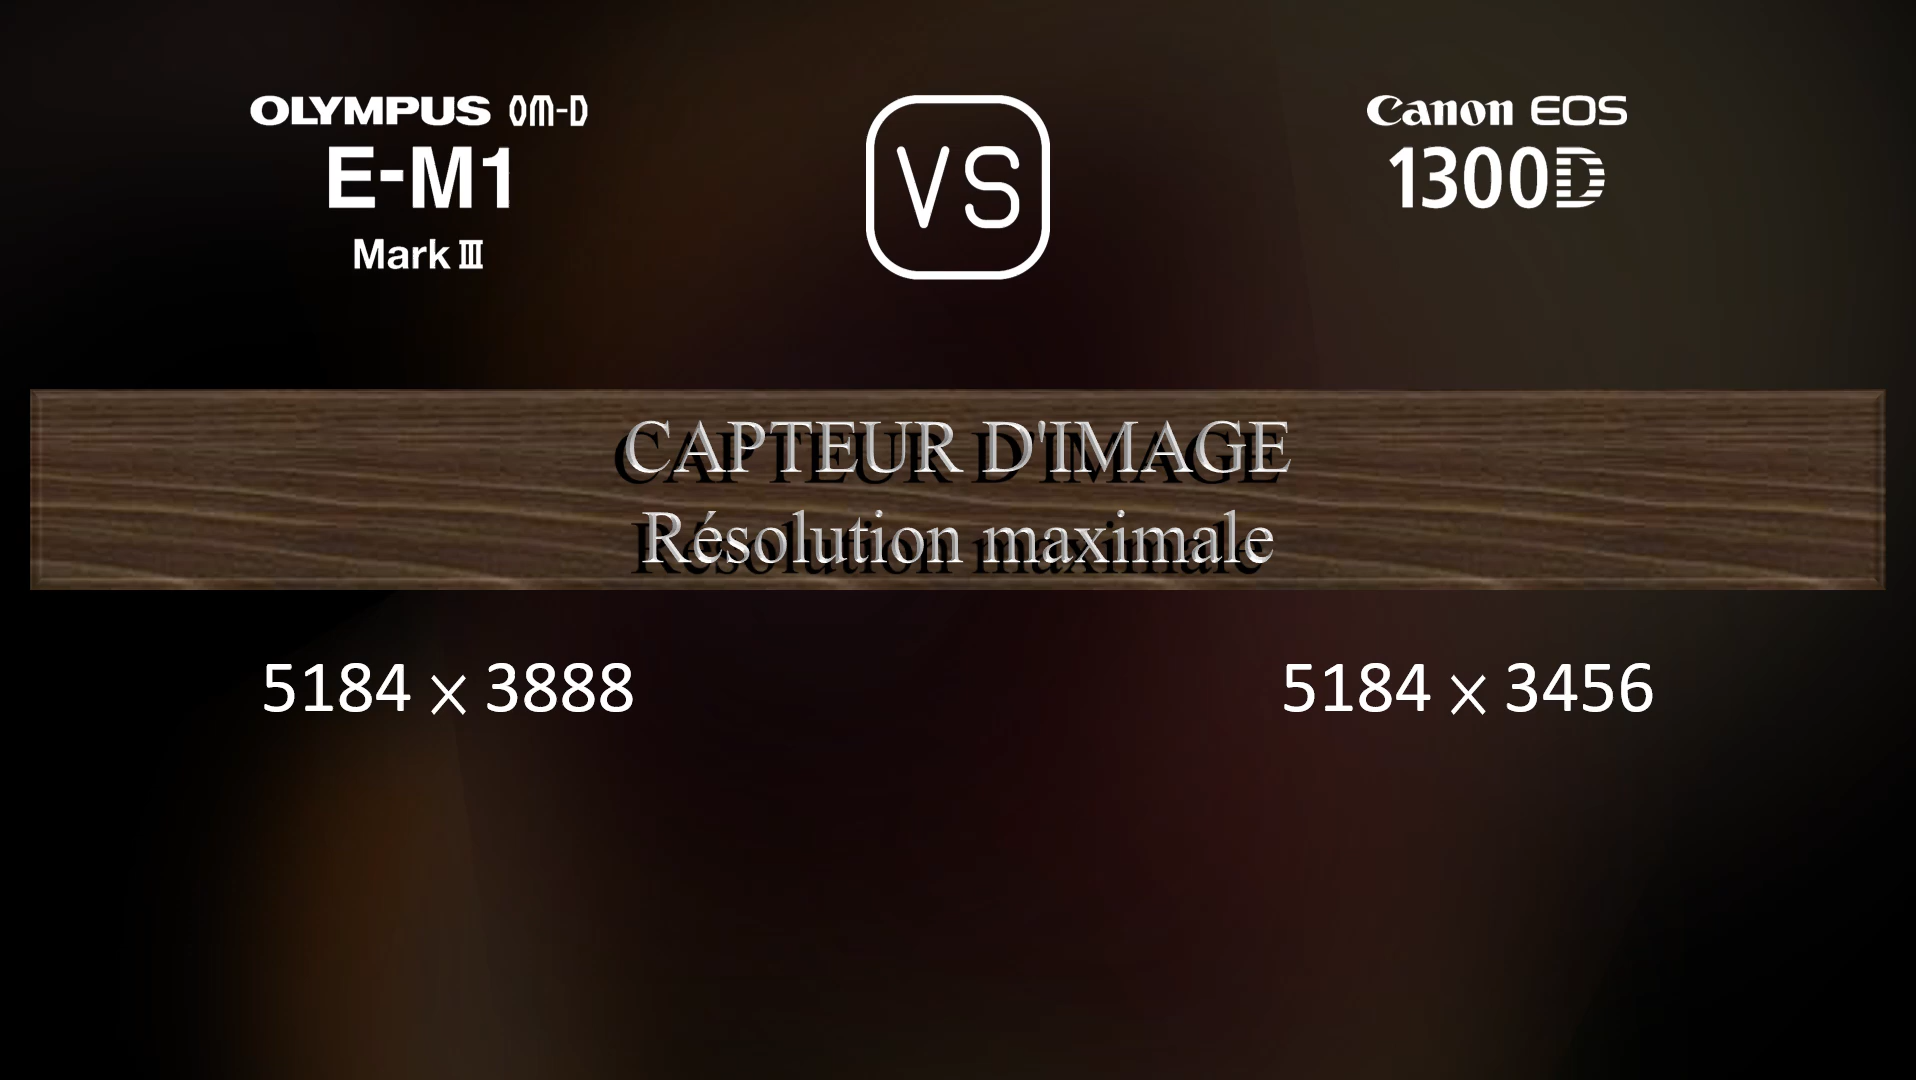 OLYMPUS OM-D
E-M1
Mark III
VS
Canon EOS
1300D
CAPTEUR D'IMAGE
Résolution maximale
5184 x 3888
5184 x 3456